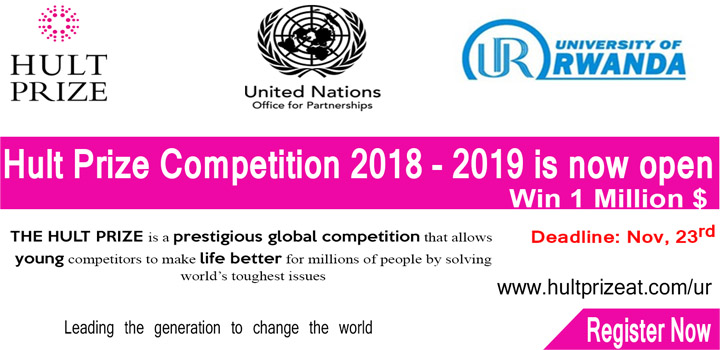 HULT
PRIZE
United Nations
Office for Partnerships
UR
UNIVERSITY OF
RWANDA
Hult Prize Competition 2018 - 2019 is now open
Win 1 Million $
THE HULT PRIZE is a prestigious global competition that allows
young competitors to make life better for millions of people by solving
world's toughest issues
Deadline: Nov, 23rd
www.hultprizeat.com/ur
Leading the generation to change the world
Register Now